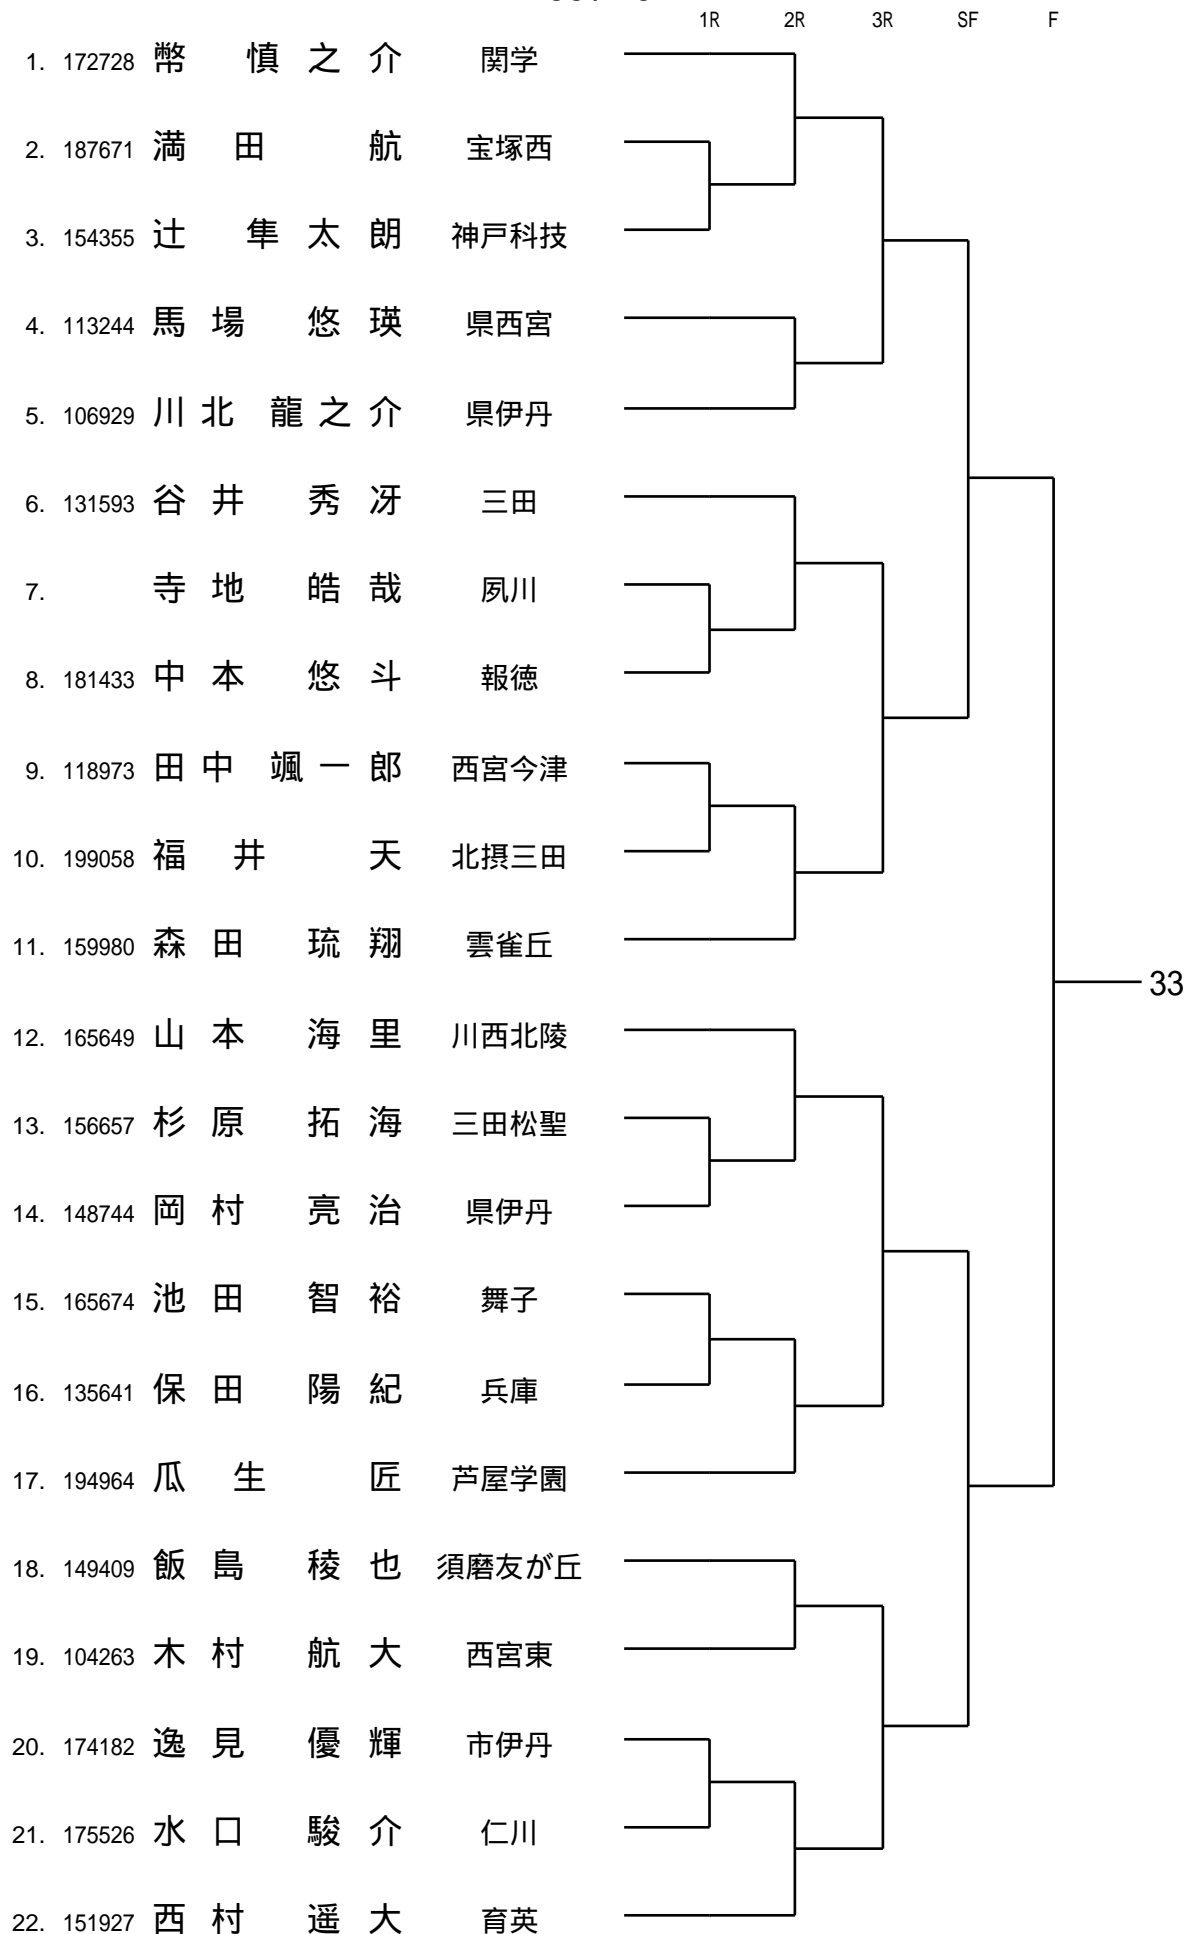 1R 2R 3R SF F
1. 172728 幣 慎之介 関学
2. 187671 満田 航 宝塚西
3. 154355 辻 隼太朗 神戸科技
4. 113244 馬場 悠瑛 県西宮
5. 106929 川北 龍之介 県伊丹
6. 131593 谷井 秀冴 三田
7. 寺地 皓哉 夙川
8. 181433 中本 悠斗 報徳
9. 118973 田中 颯一郎 西宮今津
10. 199058 福井 天 北摂三田
11. 159980 森田 琉翔 雲雀丘
33
12. 165649 山本 海里 川西北陵
13. 156657 杉原 拓海 三田松聖
14. 148744 岡村 亮治 県伊丹
15. 165674 池田 智裕 舞子
16. 135641 保田 陽紀 兵庫
17. 194964 瓜生 匠 芦屋学園
18. 149409 飯島 稜也 須磨友が丘
19. 104263 木村 航大 西宮東
20. 174182 逸見 優輝 市伊丹
21. 175526 水口 駿介 仁川
22. 151927 西村 遥大 育英